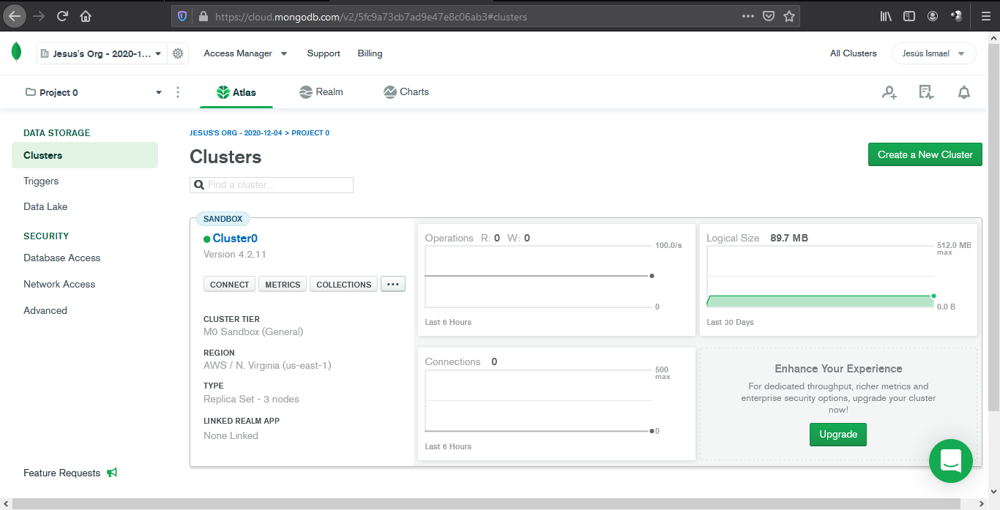 https://cloud.mongodb.com/v2/5fc9a73cb7ad9e47e8c06ab3#clusters
Jesus's Org - 2020-1...
Access Manager
Support
Billing
All Clusters
Jesús Ismael
Project 0
Atlas
Realm
Charts
DATA STORAGE
Clusters
Triggers
Data Lake
SECURITY
Database Access
Network Access
Advanced
Feature Requests
JESUS'S ORG - 2020-12-04 > PROJECT 0
Clusters
Create a New Cluster
Find a cluster...
SANDBOX
Cluster0
Version 4.2.11
CONNECT
METRICS
COLLECTIONS
CLUSTER TIER
M0 Sandbox (General)
REGION
AWS / N. Virginia (us-east-1)
TYPE
Replica Set - 3 nodes
LINKED REALM APP
None Linked
Operations R: 0 W: 0
100.0/s
0
Last 6 Hours
Logical Size 89.7 MB
512.0 MB
max
0.0 B
Last 30 Days
Connections 0
500
max
0
Last 6 Hours
Enhance Your Experience
For dedicated throughput, richer metrics and
enterprise security options, upgrade your cluster
now!
Upgrade